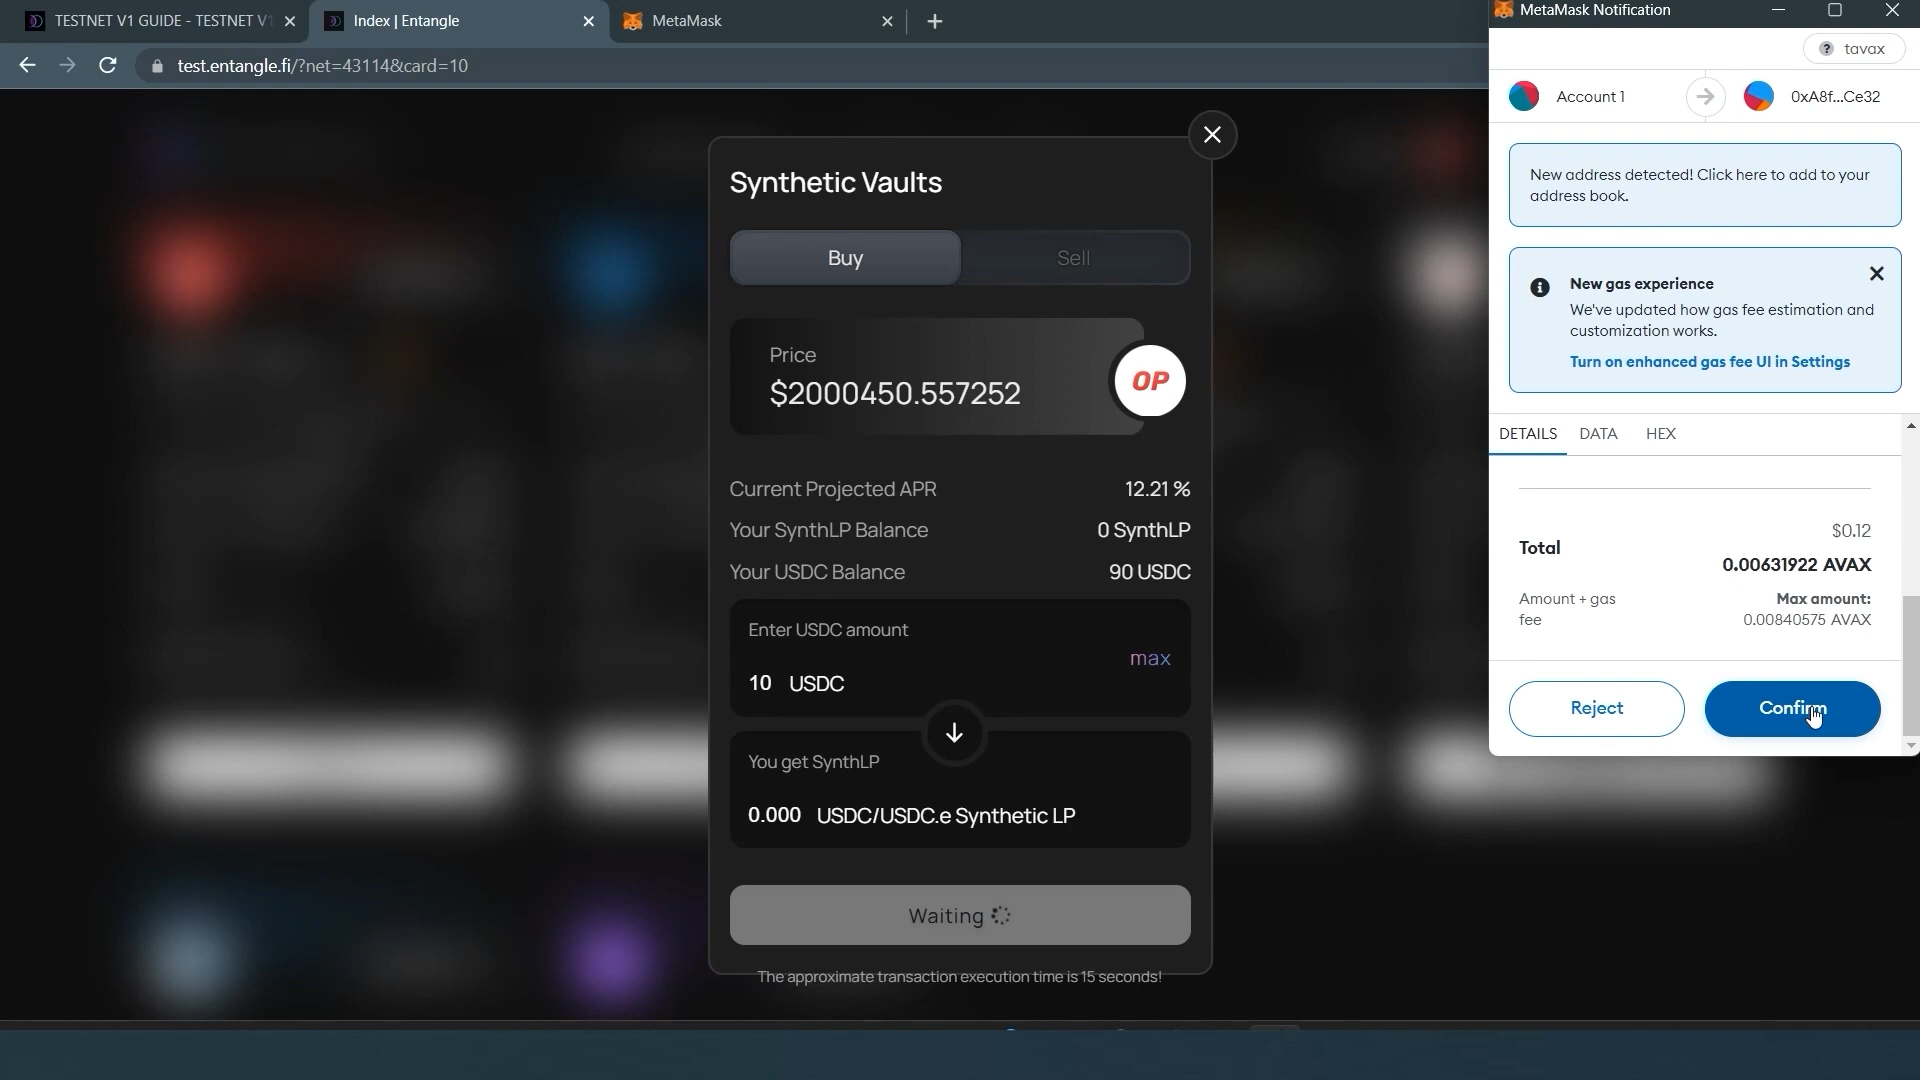 TESTNET V1 GUIDE - TESTNET V1
Index | Entangle
MetaMask
test.entangle.fi/?net=43114&card=10
Synthetic Vaults
Buy
Sell
Price
$2000450.557252
OP
Current Projected APR 12.21 %
Your SynthLP Balance 0 SynthLP
Your USDC Balance 90 USDC
Enter USDC amount
max
10 USDC
You get SynthLP
0.000 USDC/USDC.e Synthetic LP
Waiting
The approximate transaction execution time is 15 seconds!
MetaMask Notification
? tavax
Account 1
0xA8f...Ce32
New address detected! Click here to add to your
address book.
New gas experience
We've updated how gas fee estimation and
customization works.
Turn on enhanced gas fee UI in Settings
DETAILS DATA HEX
$0.12
Total
0.00631922 AVAX
Amount + gas
fee
Max amount:
0.00840575 AVAX
Reject
Confirm